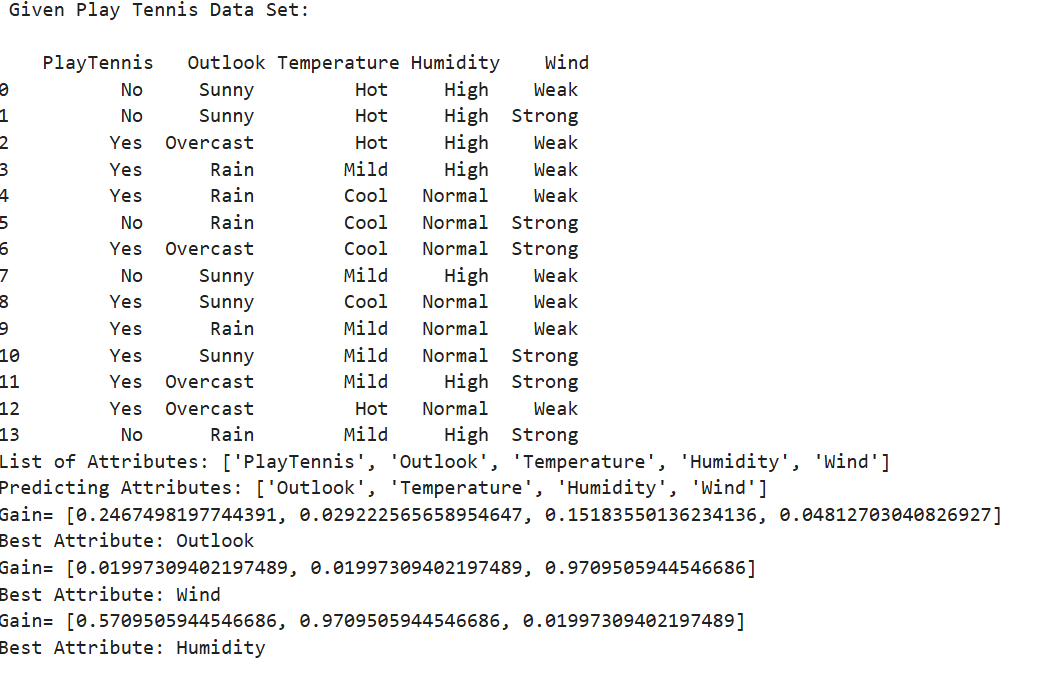 Given Play Tennis Data Set:
PlayTennis Outlook Temperature Humidity Wind
0 No Sunny Hot High Weak
1 No Sunny Hot High Strong
2 Yes Overcast Hot High Weak
3 Yes Rain Mild High Weak
4 Yes Rain Cool Normal Weak
5 No Rain Cool Normal Strong
6 Yes Overcast Cool Normal Strong
7 No Sunny Mild High Weak
8 Yes Sunny Cool Normal Weak
9 Yes Rain Mild Normal Weak
10 Yes Sunny Mild Normal Strong
11 Yes Overcast Mild High Strong
12 Yes Overcast Hot Normal Weak
13 No Rain Mild High Strong
List of Attributes: ['PlayTennis', 'Outlook', 'Temperature', 'Humidity', 'Wind']
Predicting Attributes: ['Outlook', 'Temperature', 'Humidity', 'Wind']
Gain= [0.2467498197744391, 0.029222565658954647, 0.15183550136234136, 0.04812703040826927]
Best Attribute: Outlook
Gain= [0.01997309402197489, 0.01997309402197489, 0.9709505944546686]
Best Attribute: Wind
Gain= [0.5709505944546686, 0.9709505944546686, 0.01997309402197489]
Best Attribute: Humidity